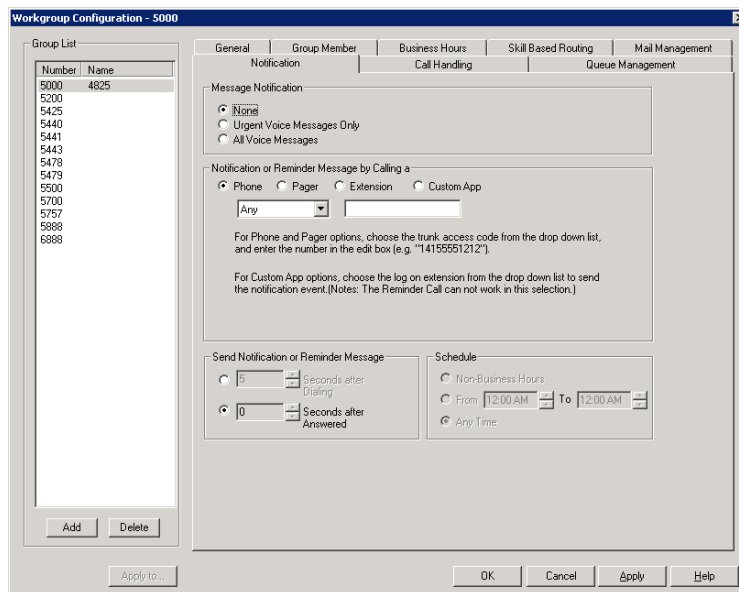 Workgroup Configuration - 5000
Group List
Number Name
5000 4825
5200
5425
5440
5441
5443
5478
5479
5500
5700
5757
5888
6888
Add Delete
Apply to...
General Group Member Business Hours Skill Based Routing Mail Management
Notification Call Handling Queue Management
Message Notification
None
Urgent Voice Messages Only
All Voice Messages
Notification or Reminder Message by Calling a
Phone Pager Extension Custom App
Any
For Phone and Pager options, choose the trunk access code from the drop down list,
and enter the number in the edit box (e.g. "14155551212").
For Custom App options, choose the log on extension from the drop down list to send
the notification event.(Notes: The Reminder Call can not work in this selection.)
Send Notification or Reminder Message
5 Seconds after
Dialing
0 Seconds after
Answered
Schedule
Non-Business Hours
From 12:00 AM To 12:00 AM
Any Time
OK Cancel Apply Help